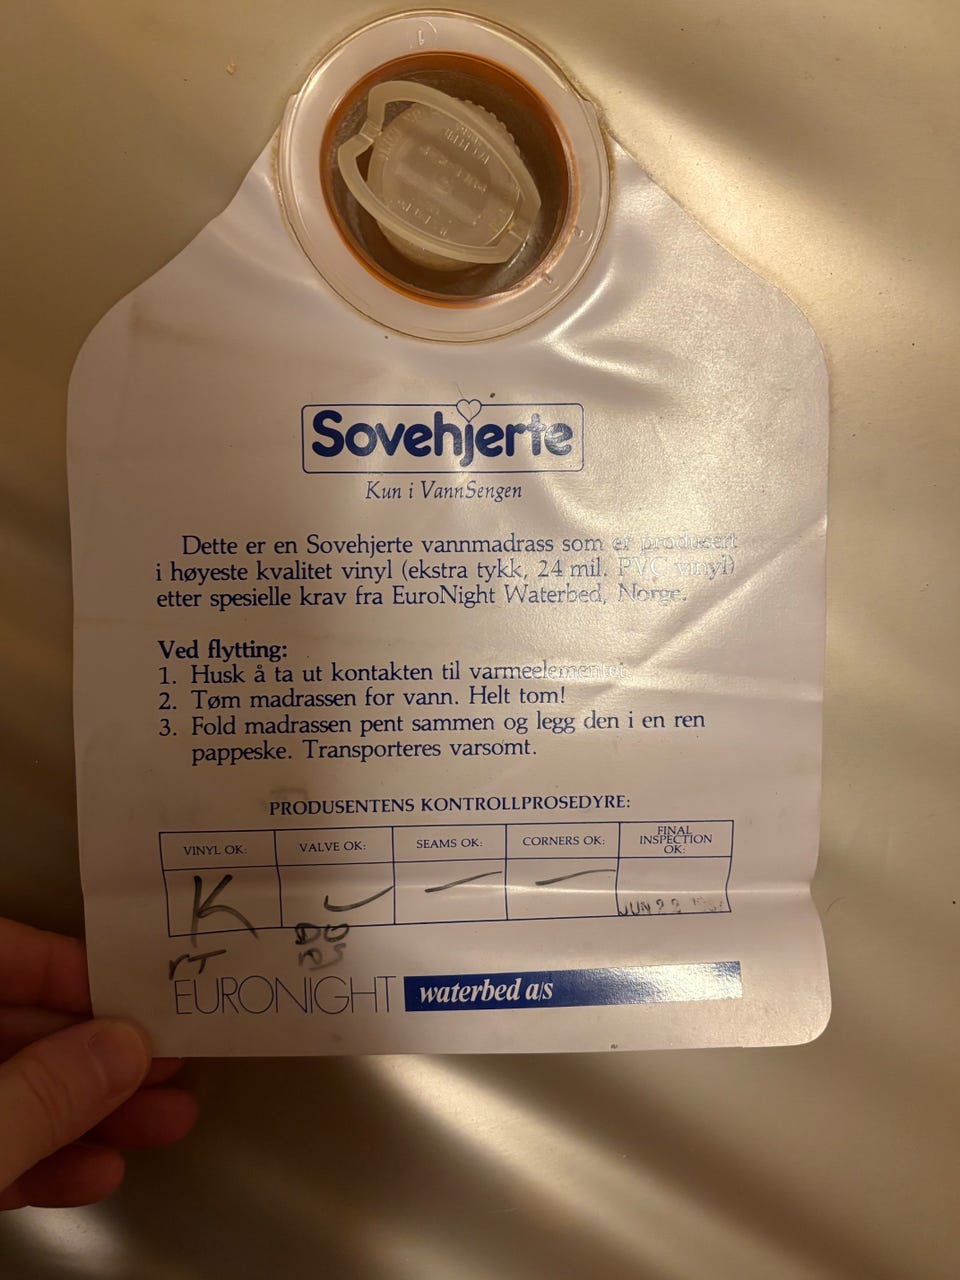 Sovehjerte
Kun i VannSengen
Dette er en Sovehjerte vannmadrass som er produsert
i høyeste kvalitet vinyl (ekstra tykk, 24 mil. PVC vinyl)
etter spesielle krav fra EuroNight Waterbed, Norge.
Ved flytting:
1. Husk å ta ut kontakten til varmeelementet.
2. Tøm madrassen for vann. Helt tom!
3. Fold madrassen pent sammen og legg den i en ren
pappeske. Transporteres varsomt.
PRODUSENTENS KONTROLLPROSEDYRE:
VINYL OK: VALVE OK: SEAMS OK: CORNERS OK: FINAL INSPECTION OK:
K JUN 22
rT
EURONIGHT waterbed a/s